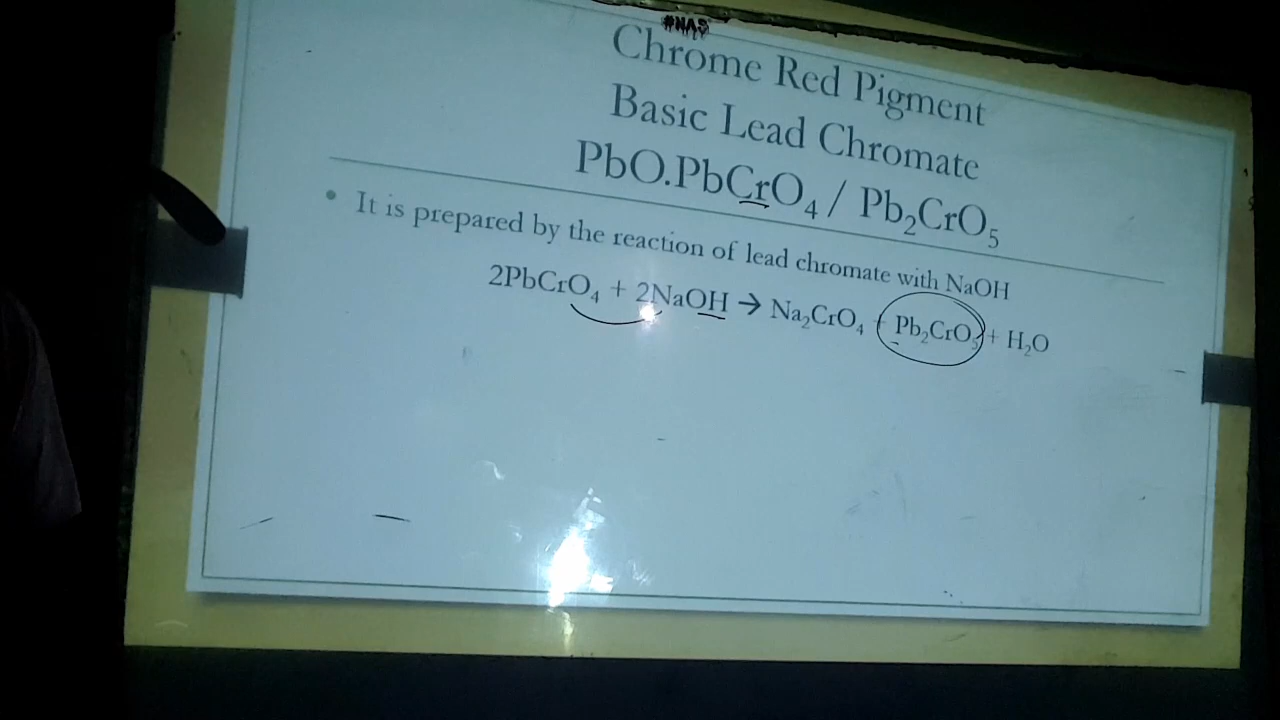 #NAS
Chrome Red Pigment
Basic Lead Chromate
PbO.PbCrO₄ / Pb₂CrO₅
• It is prepared by the reaction of lead chromate with NaOH
2PbCrO₄ + 2NaOH → Na₂CrO₄ + Pb₂CrO₅ + H₂O